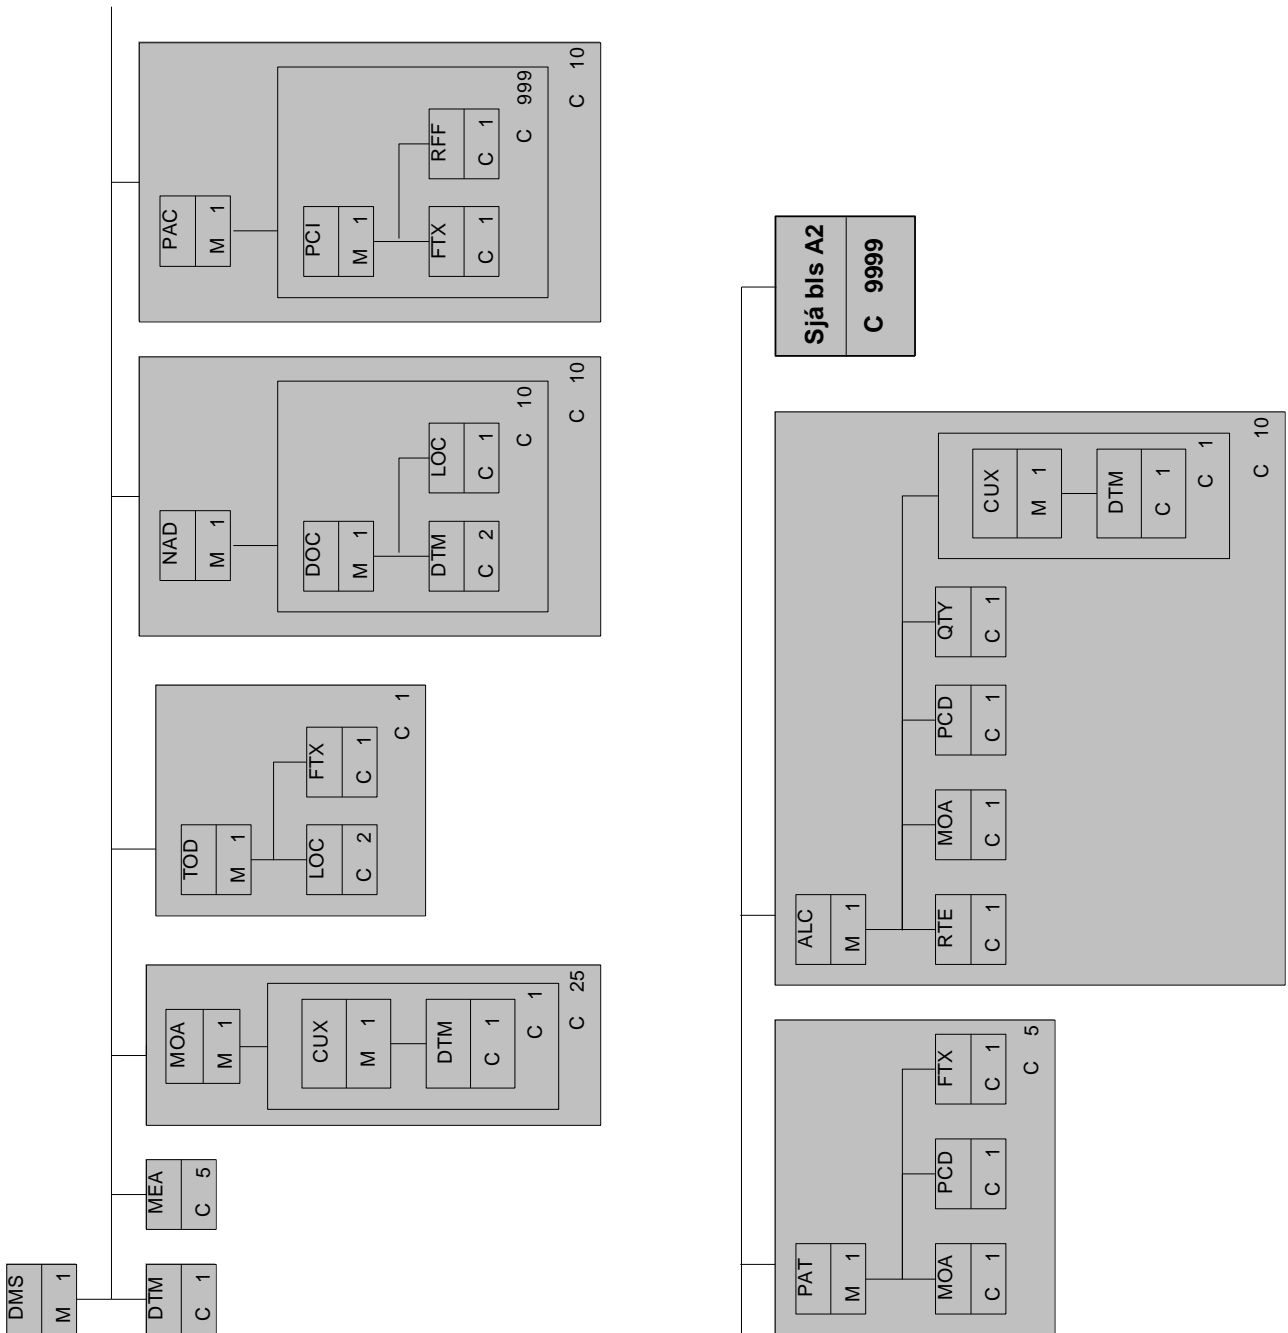 DMS
M 1
DTM
C 1
MEA
C 5
MOA
M 1
CUX
M 1
DTM
C 1
C 1
C 25
TOD
M 1
LOC
C 2
FTX
C 1
C 1
NAD
M 1
DOC
M 1
DTM
C 2
LOC
C 1
C 10
C 10
PAC
M 1
PCI
M 1
FTX
C 1
RFF
C 1
C 999
C 10
PAT
M 1
MOA
C 1
PCD
C 1
FTX
C 1
C 5
ALC
M 1
RTE
C 1
MOA
C 1
PCD
C 1
QTY
C 1
CUX
M 1
DTM
C 1
C 1
C 10
Sjá bls A2
C 9999